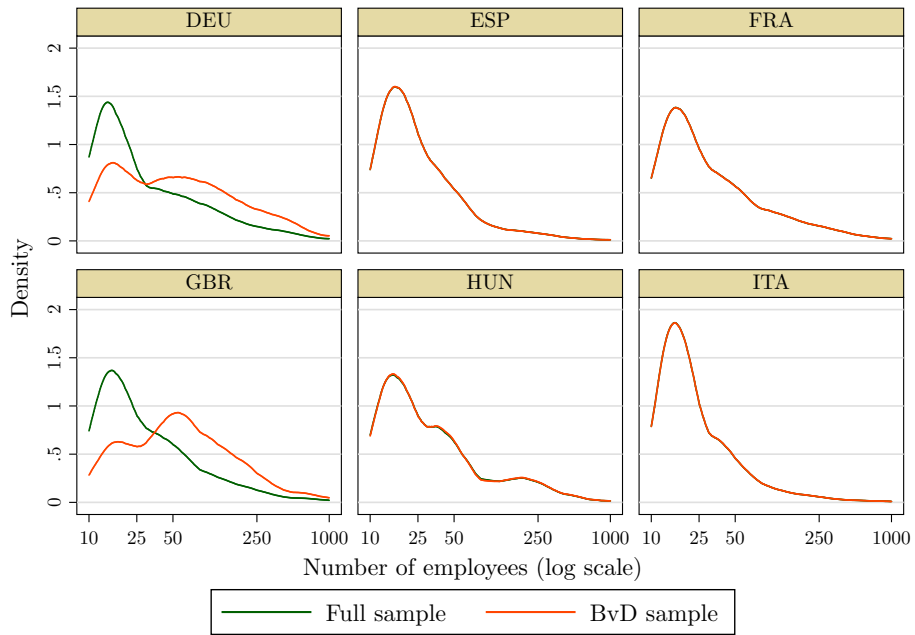 DEU
ESP
FRA
2
1.5
1
.5
0
GBR
HUN
ITA
2
1.5
1
.5
0
Density
10 25 50 250 1000
10 25 50 250 1000
10 25 50 250 1000
Number of employees (log scale)
Full sample
BvD sample